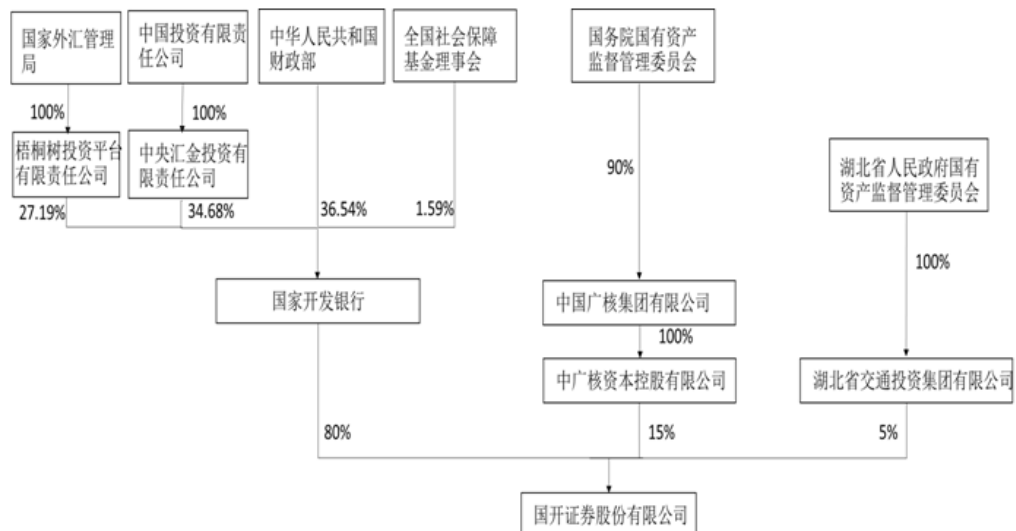 国家外汇管理
局
中国投资有限责
任公司
中华人民共和国
财政部
全国社会保障
基金理事会
国务院国有资产
监督管理委员会
100%
100%
梧桐树投资平台
有限责任公司
中央汇金投资有
限责任公司
90%
湖北省人民政府国有
资产监督管理委员会
27.19%
34.68%
36.54%
1.59%
100%
国家开发银行
中国广核集团有限公司
100%
中广核资本控股有限公司
湖北省交通投资集团有限公司
80%
15%
5%
国开证券股份有限公司